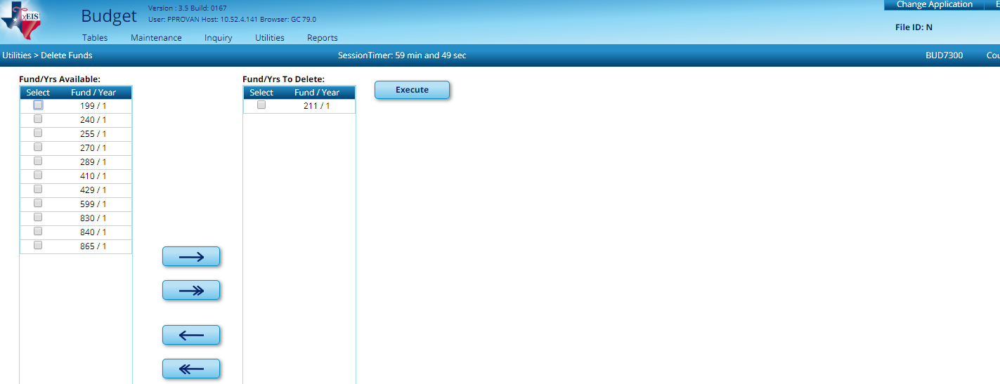 TxEIS
Budget
Version : 3.5 Build: 0167
User: PPROVAN Host: 10.52.4.141 Browser: GC 79.0
Change Application
E
File ID: N
Tables Maintenance Inquiry Utilities Reports
Utilities > Delete Funds SessionTimer: 59 min and 49 sec BUD7300 Cou
Fund/Yrs Available:
Select Fund / Year
199 / 1
240 / 1
255 / 1
270 / 1
289 / 1
410 / 1
429 / 1
599 / 1
830 / 1
840 / 1
865 / 1
Fund/Yrs To Delete:
Select Fund / Year
211 / 1
Execute